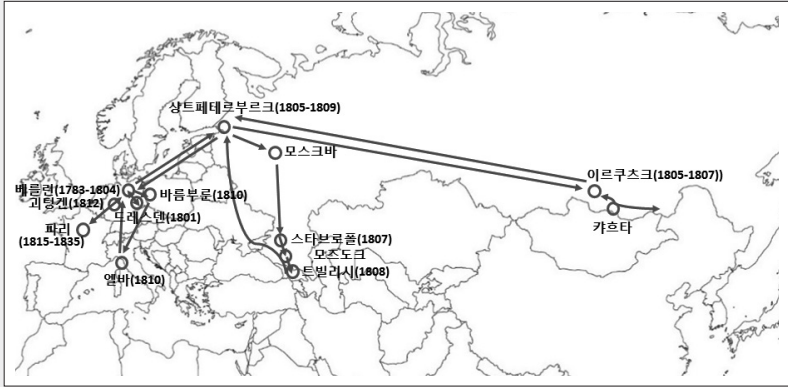 상트페테르부르크(1805-1809)
모스크바
이르쿠츠크(1805-1807))
캬흐타
베를린(1783-1804)
바름부룬(1810)
괴팅겐(1812)
드레스덴(1801)
파리
(1815-1835)
엘바(1810)
스타브로폴(1807)
모즈도크
트빌리시(1808)